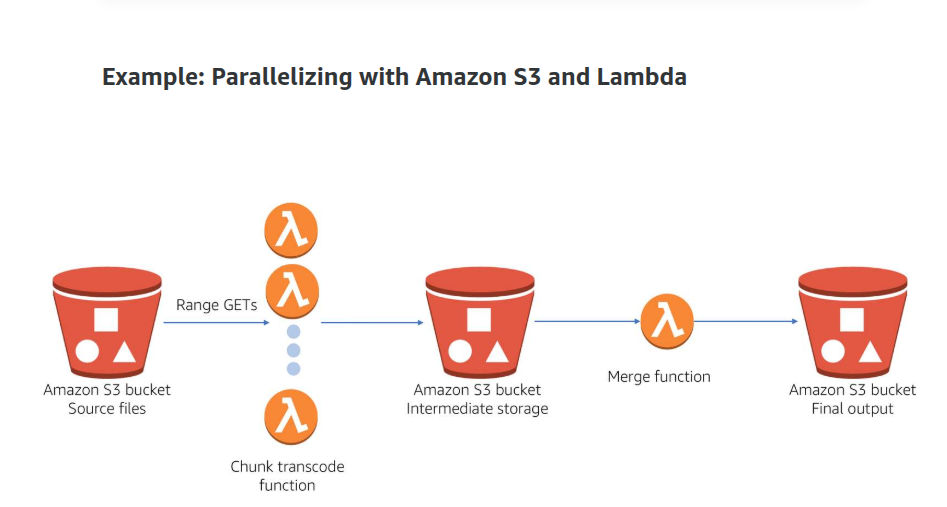 Example: Parallelizing with Amazon S3 and Lambda
Range GETs
Amazon S3 bucket
Source files
Chunk transcode
function
Amazon S3 bucket
Intermediate storage
Merge function
Amazon S3 bucket
Final output